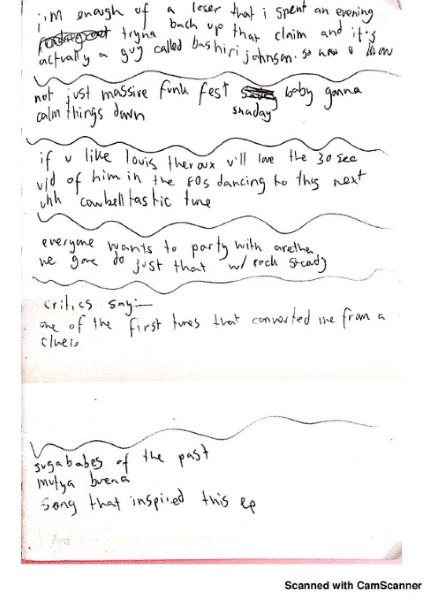 i'm enough of a loser that i spent an evening
tryna back up that claim and it's
actually a guy called bashiri johnson. so now u know
not just massive funk fest baby gonna
calm things down shaday
if u like louis theroux u'll love the 30 sec
vid of him in the 80s dancing to this next
uhh cowbelltastic tune
everyone wants to party with aretha
we gone do just that w/ rock steady
critics say:—
one of the first tunes that converted me from a
clueis
sugababes of the past
mutya buena
song that inspired this ep
Scanned with CamScanner